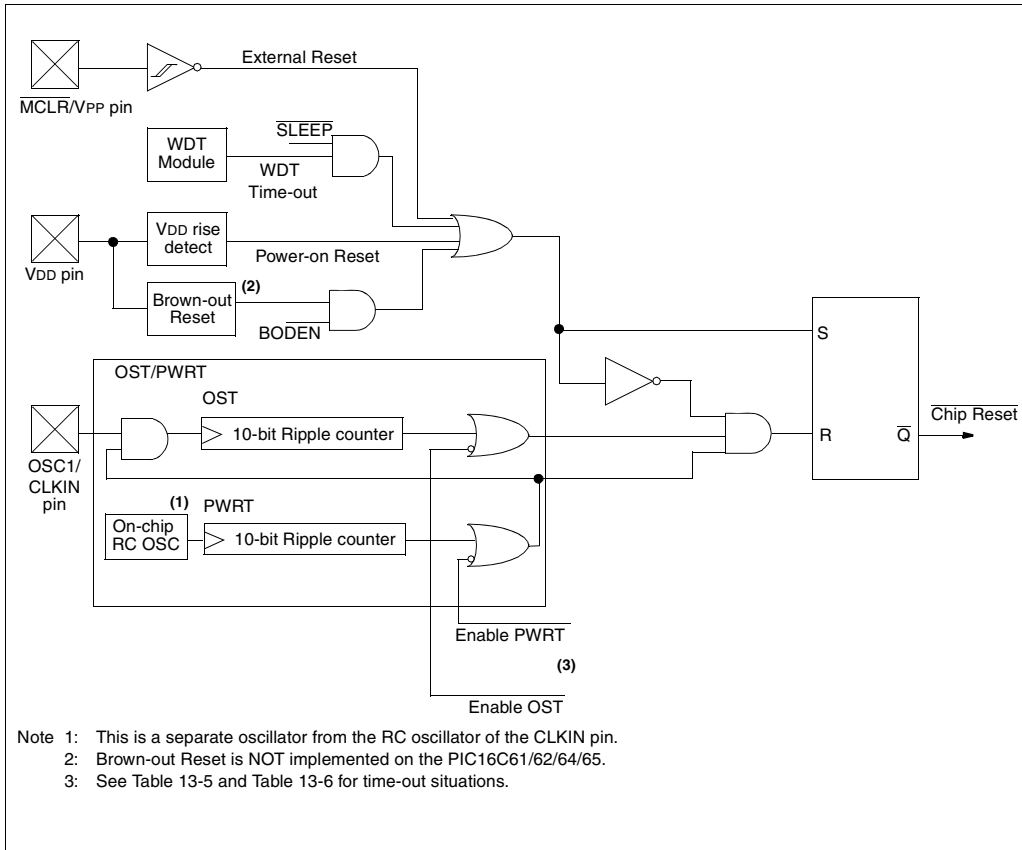 External Reset
MCLR/VPP pin
SLEEP
WDT
Module
WDT
Time-out
VDD rise
detect
Power-on Reset
VDD pin
(2)
Brown-out
Reset
BODEN
S
OST/PWRT
OST
10-bit Ripple counter
Chip Reset
R
Q
OSC1/
CLKIN
pin
(1)
PWRT
On-chip
RC OSC
10-bit Ripple counter
Enable PWRT
(3)
Enable OST
Note 1: This is a separate oscillator from the RC oscillator of the CLKIN pin.
2: Brown-out Reset is NOT implemented on the PIC16C61/62/64/65.
3: See Table 13-5 and Table 13-6 for time-out situations.